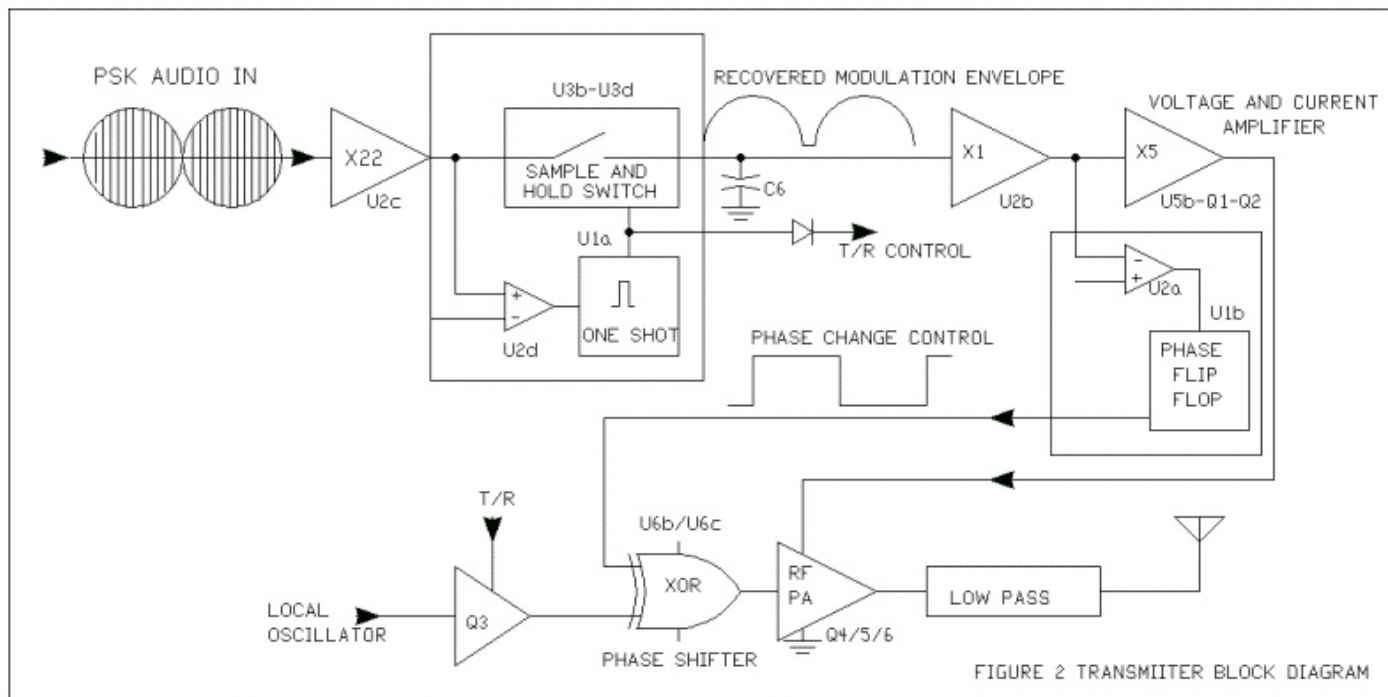 PSK AUDIO IN
X22
U2c
U3b-U3d
SAMPLE AND
HOLD SWITCH
U1a
ONE SHOT
+
-
U2d
RECOVERED MODULATION ENVELOPE
C6
T/R CONTROL
X1
U2b
VOLTAGE AND CURRENT
AMPLIFIER
X5
U5b-Q1-Q2
-
+
U2a
U1b
PHASE
FLIP
FLOP
PHASE CHANGE CONTROL
T/R
LOCAL
OSCILLATOR
Q3
U6b/U6c
XOR
PHASE SHIFTER
RF
PA
Q4/5/6
LOW PASS
FIGURE 2 TRANSMIITER BLOCK DIAGRAM